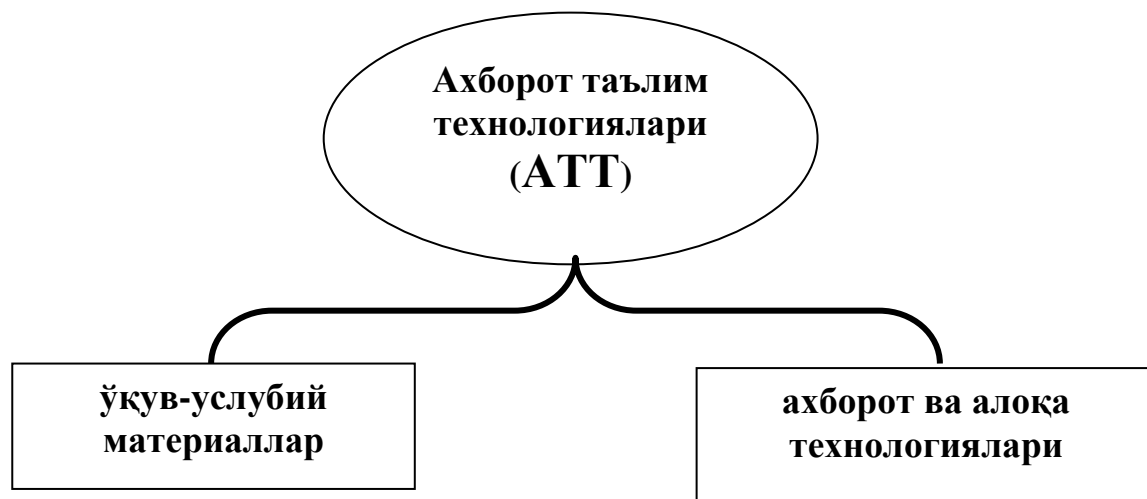 Ахборот таълим
технологиялари
(АТТ)
ўқув-услубий
материаллар
ахборот ва алоқа
технологиялари